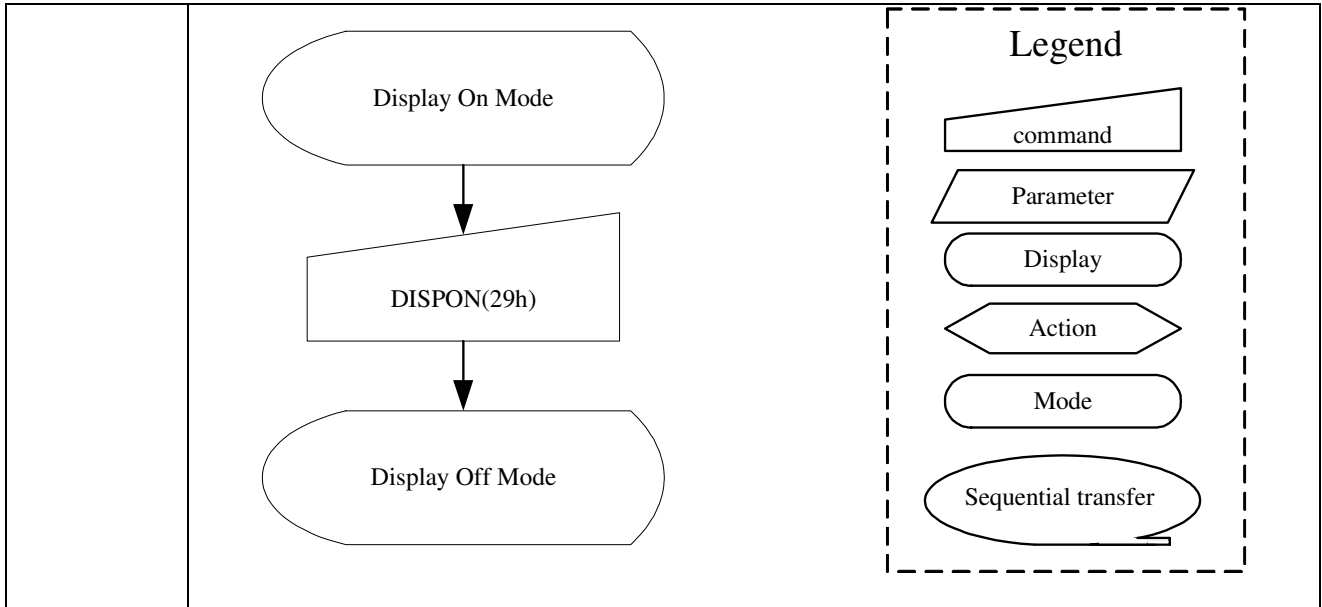 Display On Mode
DISPON(29h)
Display Off Mode
Legend
command
Parameter
Display
Action
Mode
Sequential transfer